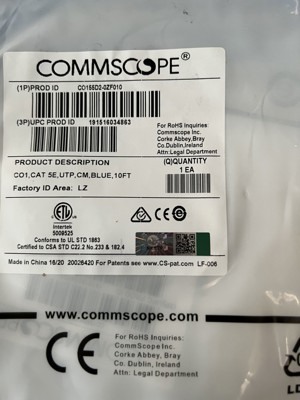 COMMSCOPE®
(1P)PROD ID CO155D2-0ZF010
(3P)UPC PROD ID 191516034863
For RoHS Inquiries:
Commscope Inc.
Corke Abbey,Bray
Co.Dublin,Ireland
Attn:Legal Department
PRODUCT DESCRIPTION (Q)QUANTITY
CO1,CAT 5E,UTP,CM,BLUE,10FT 1 EA
Factory ID Area: LZ
ETL
Intertek
5009525
Conforms to UL STD 1863
Certified to CSA STD C22.2 No.233 & 182.4
Made in China 16/20 20026420 For Patents see www.CS-pat.com LF-006
www.commscope.com
CE
For RoHS Inquiries:
CommScope Inc.
Corke Abbey, Bray
Co. Dublin, Ireland
Attn: Legal Department